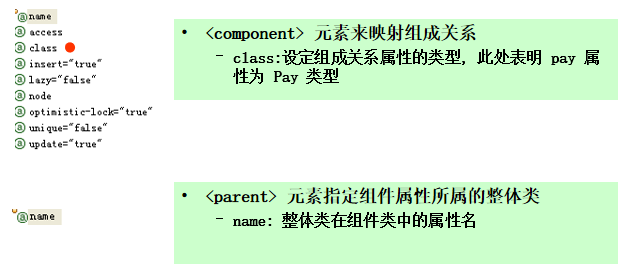 name
access
class
insert="true"
lazy="false"
node
optimistic-lock="true"
unique="false"
update="true"
• <component> 元素来映射组成关系
– class:设定组成关系属性的类型, 此处表明 pay 属
性为 Pay 类型
name
• <parent> 元素指定组件属性所属的整体类
– name: 整体类在组件类中的属性名